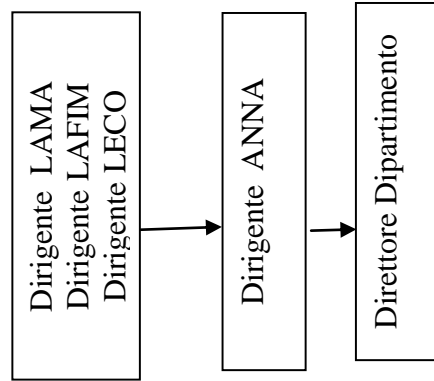 Dirigente LAMA
Dirigente LAFIM
Dirigente LECO
Dirigente ANNA
Direttore Dipartimento